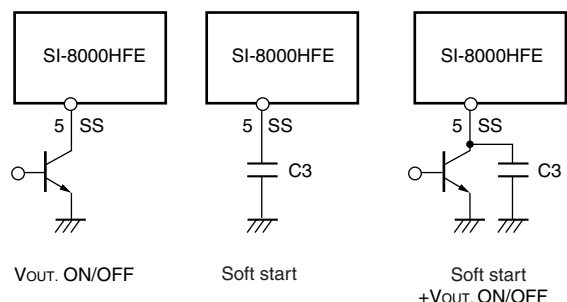 SI-8000HFE SI-8000HFE SI-8000HFE
5 SS 5 SS 5 SS
C3 C3
VOUT. ON/OFF Soft start Soft start
+VOUT. ON/OFF